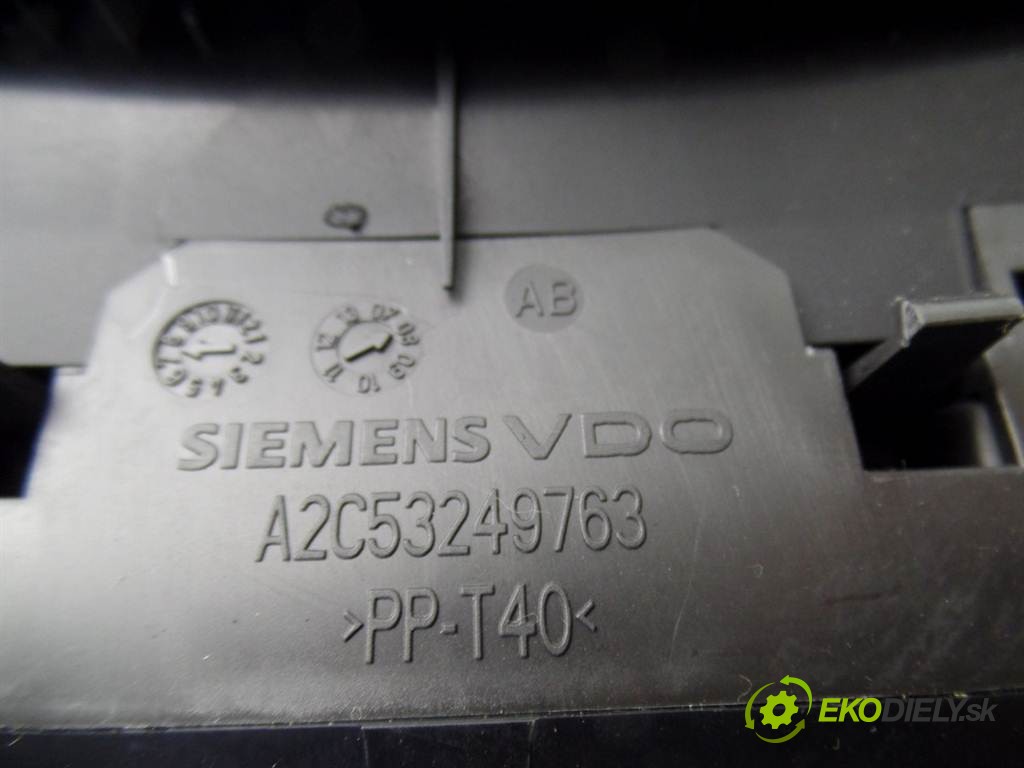 AB
SIEMENS VDO
A2C53249763
>PP-T40<
EKODIELY.sk